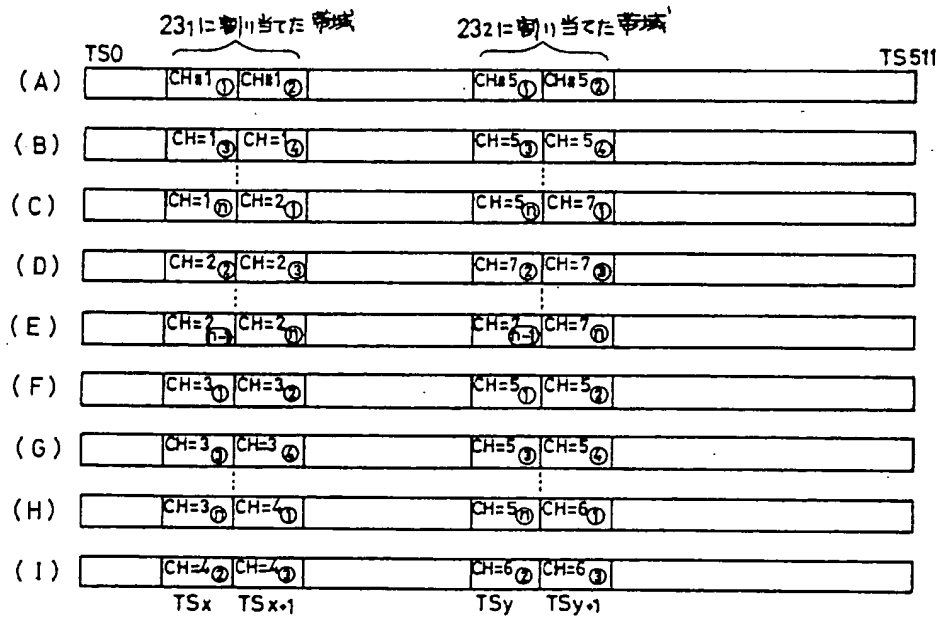 23₁に割り当てた帯域 23₂に割り当てた帯域
TS0 TS511
(A) CH#1① CH#1② CH#5① CH#5②
(B) CH=1③ CH=1④ CH=5③ CH=5④
(C) CH=1ⓝ CH=2① CH=5ⓝ CH=7①
(D) CH=2② CH=2③ CH=7② CH=7③
(E) CH=2 n-1 CH=2ⓝ CH=7 n-1 CH=7ⓝ
(F) CH=3① CH=3② CH=5① CH=5②
(G) CH=3③ CH=3④ CH=5③ CH=5④
(H) CH=3ⓝ CH=4① CH=5ⓝ CH=6①
(I) CH=4② CH=4③ CH=6② CH=6③
TSx TSx+1 TSy TSy+1